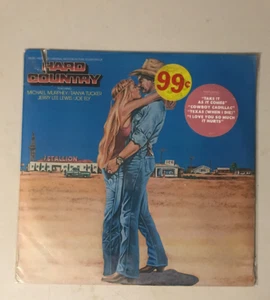 HARD
COUNTRY
MICHAEL MURPHEY · TANYA TUCKER
JERRY LEE LEWIS · JOE ELY
99¢
"TAKE IT
AS IT COMES"
"COWBOY CADILLAC"
"TEXAS (WHEN I DIE)"
"I LOVE YOU SO MUCH
IT HURTS"
STALLION